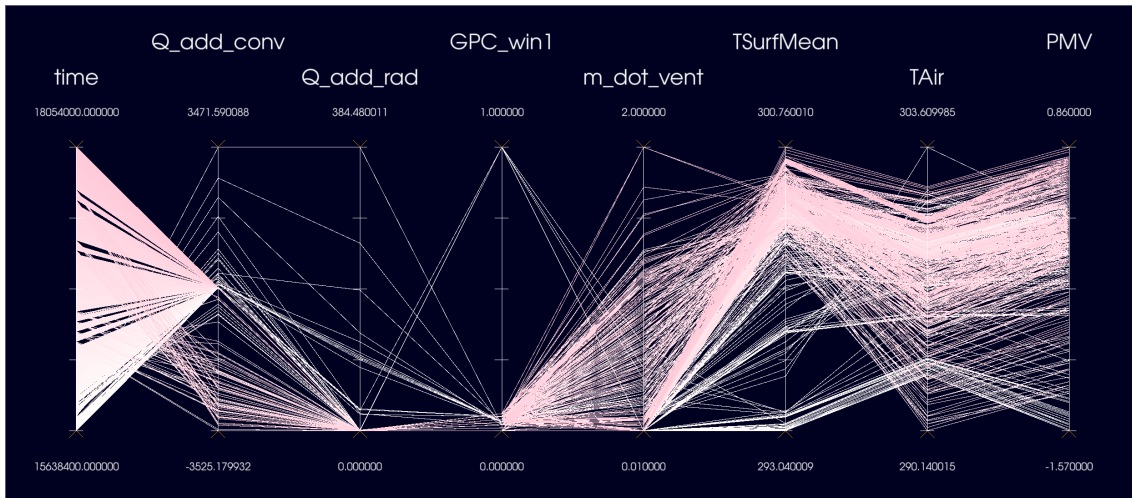 Q_add_conv GPC_win1 TSurfMean PMV
time Q_add_rad m_dot_vent TAir
18054000.000000 3471.590088 384.480011 1.000000 2.000000 300.760010 303.609985 0.860000
15638400.000000 -3525.179932 0.000000 0.000000 0.010000 293.040009 290.140015 -1.570000